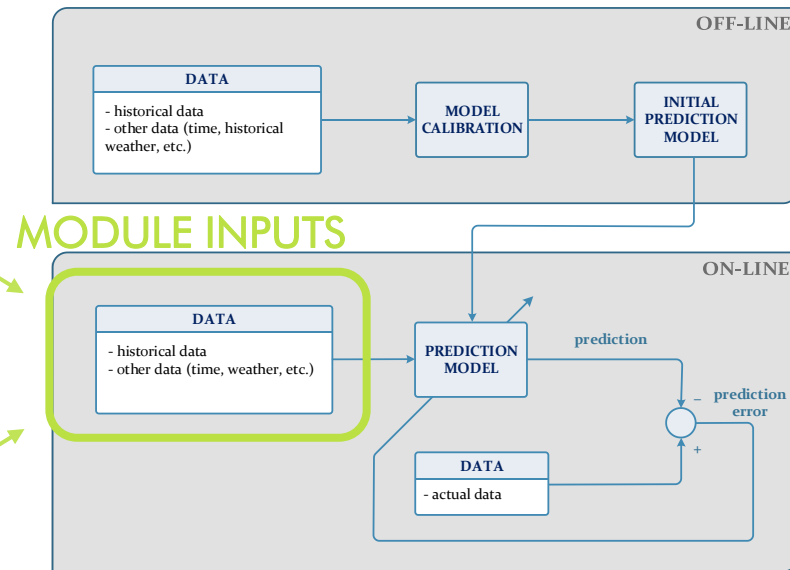 OFF-LINE
DATA
- historical data
- other data (time, historical
weather, etc.)
MODEL
CALIBRATION
INITIAL
PREDICTION
MODEL
MODULE INPUTS
ON-LINE
DATA
- historical data
- other data (time, weather, etc.)
PREDICTION
MODEL
prediction
–
prediction
error
+
DATA
- actual data